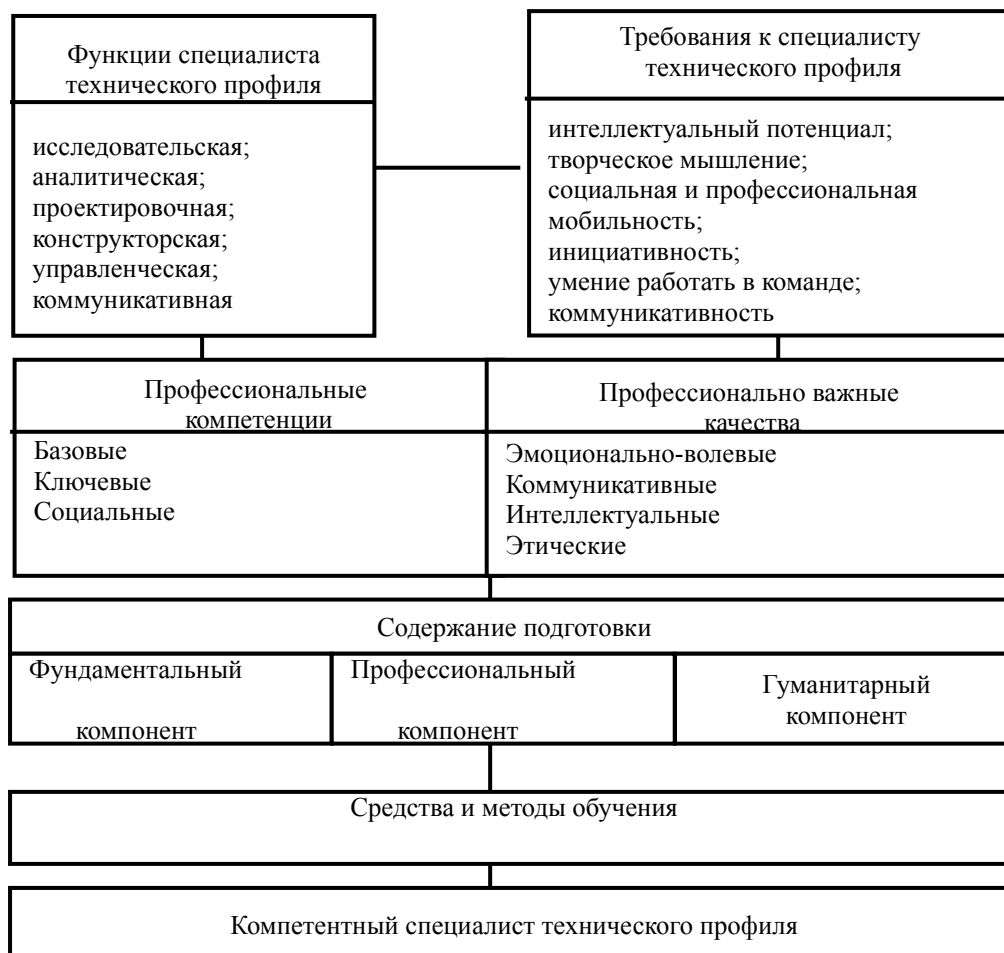 Функции специалиста
технического профиля
исследовательская;
аналитическая;
проектировочная;
конструкторская;
управленческая;
коммуникативная
Требования к специалисту
технического профиля
интеллектуальный потенциал;
творческое мышление;
социальная и профессиональная
мобильность;
инициативность;
умение работать в команде;
коммуникативность
Профессиональные
компетенции
Базовые
Ключевые
Социальные
Профессионально важные
качества
Эмоционально-волевые
Коммуникативные
Интеллектуальные
Этические
Содержание подготовки
Фундаментальный
компонент
Профессиональный
компонент
Гуманитарный
компонент
Средства и методы обучения
Компетентный специалист технического профиля